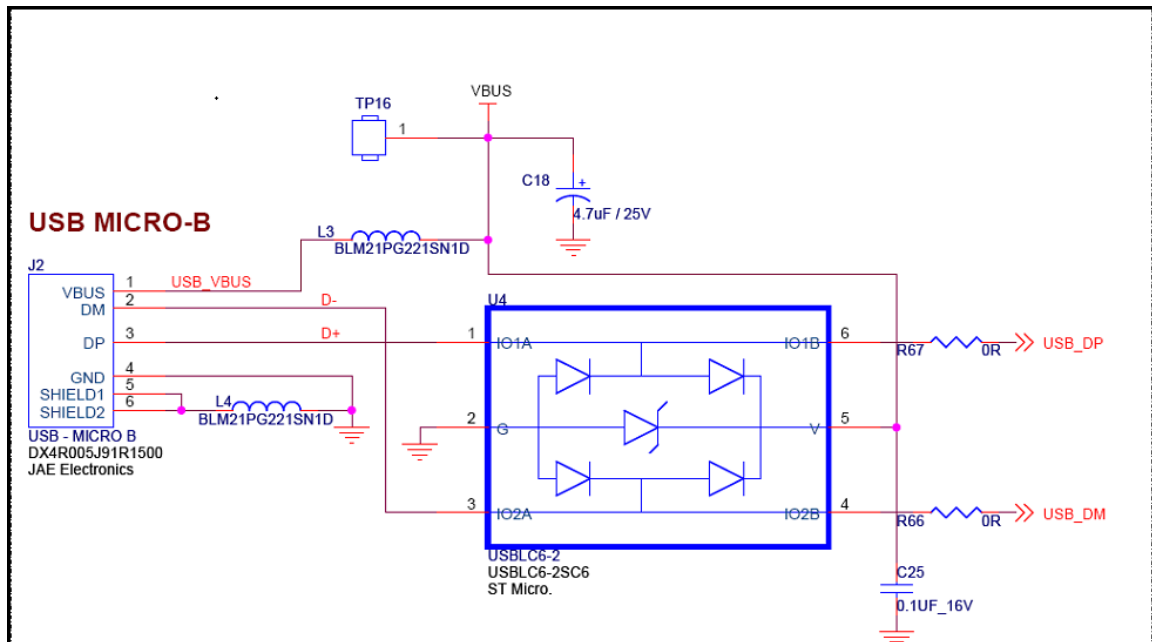 VBUS
TP16
1
C18
+
4.7uF / 25V
USB MICRO-B
L3
BLM21PG221SN1D
J2
VBUS
1
USB_VBUS
DM
2
D-
DP
3
D+
GND
4
SHIELD1
5
SHIELD2
6
L4
BLM21PG221SN1D
USB - MICRO B
DX4R005J91R1500
JAE Electronics
U4
1
IO1A
IO1B
6
R67
0R
USB_DP
2
G
V
5
3
IO2A
IO2B
4
R66
0R
USB_DM
USBLC6-2
USBLC6-2SC6
ST Micro.
C25
0.1UF_16V